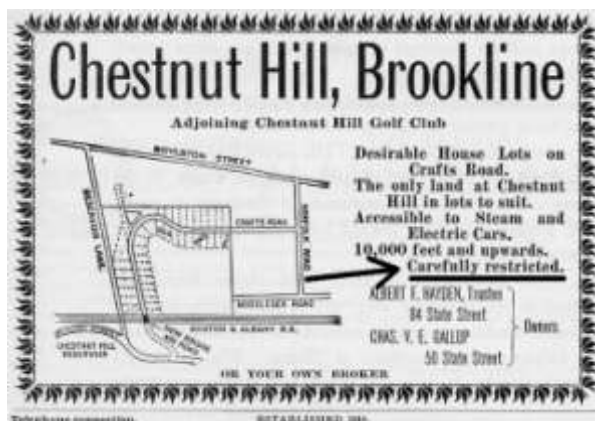 Chestnut Hill, Brookline
Adjoining Chestnut Hill Golf Club
BOYLSTON STREET
CRAFTS ROAD
MIDDLESEX ROAD
BOSTON & ALBANY R.R.
CHESTNUT HILL
RESERVOIR
Desirable House Lots on
Crafts Road.
The only land at Chestnut
Hill in lots to suit.
Accessible to Steam and
Electric Cars.
10,000 feet and upwards.
Carefully restricted.
ALBERT F. HAYDEN, Trustee
84 State Street
CHAS. V. E. GALLUP
50 State Street
Owners.
OR YOUR OWN BROKER
Telephone connection.
ESTABLISHED